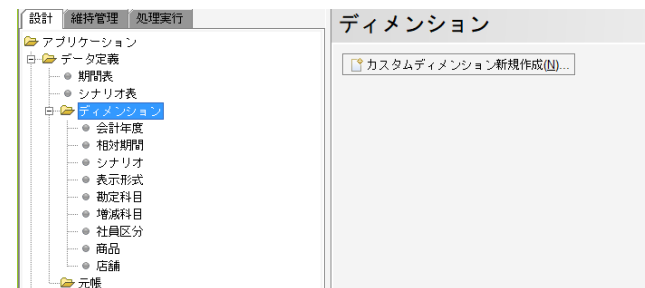 設計 維持管理 処理実行
アプリケーション
データ定義
期間表
シナリオ表
ディメンション
会計年度
相対期間
シナリオ
表示形式
勘定科目
増減科目
社員区分
商品
店舗
元帳
ディメンション
カスタムディメンション新規作成(N)...